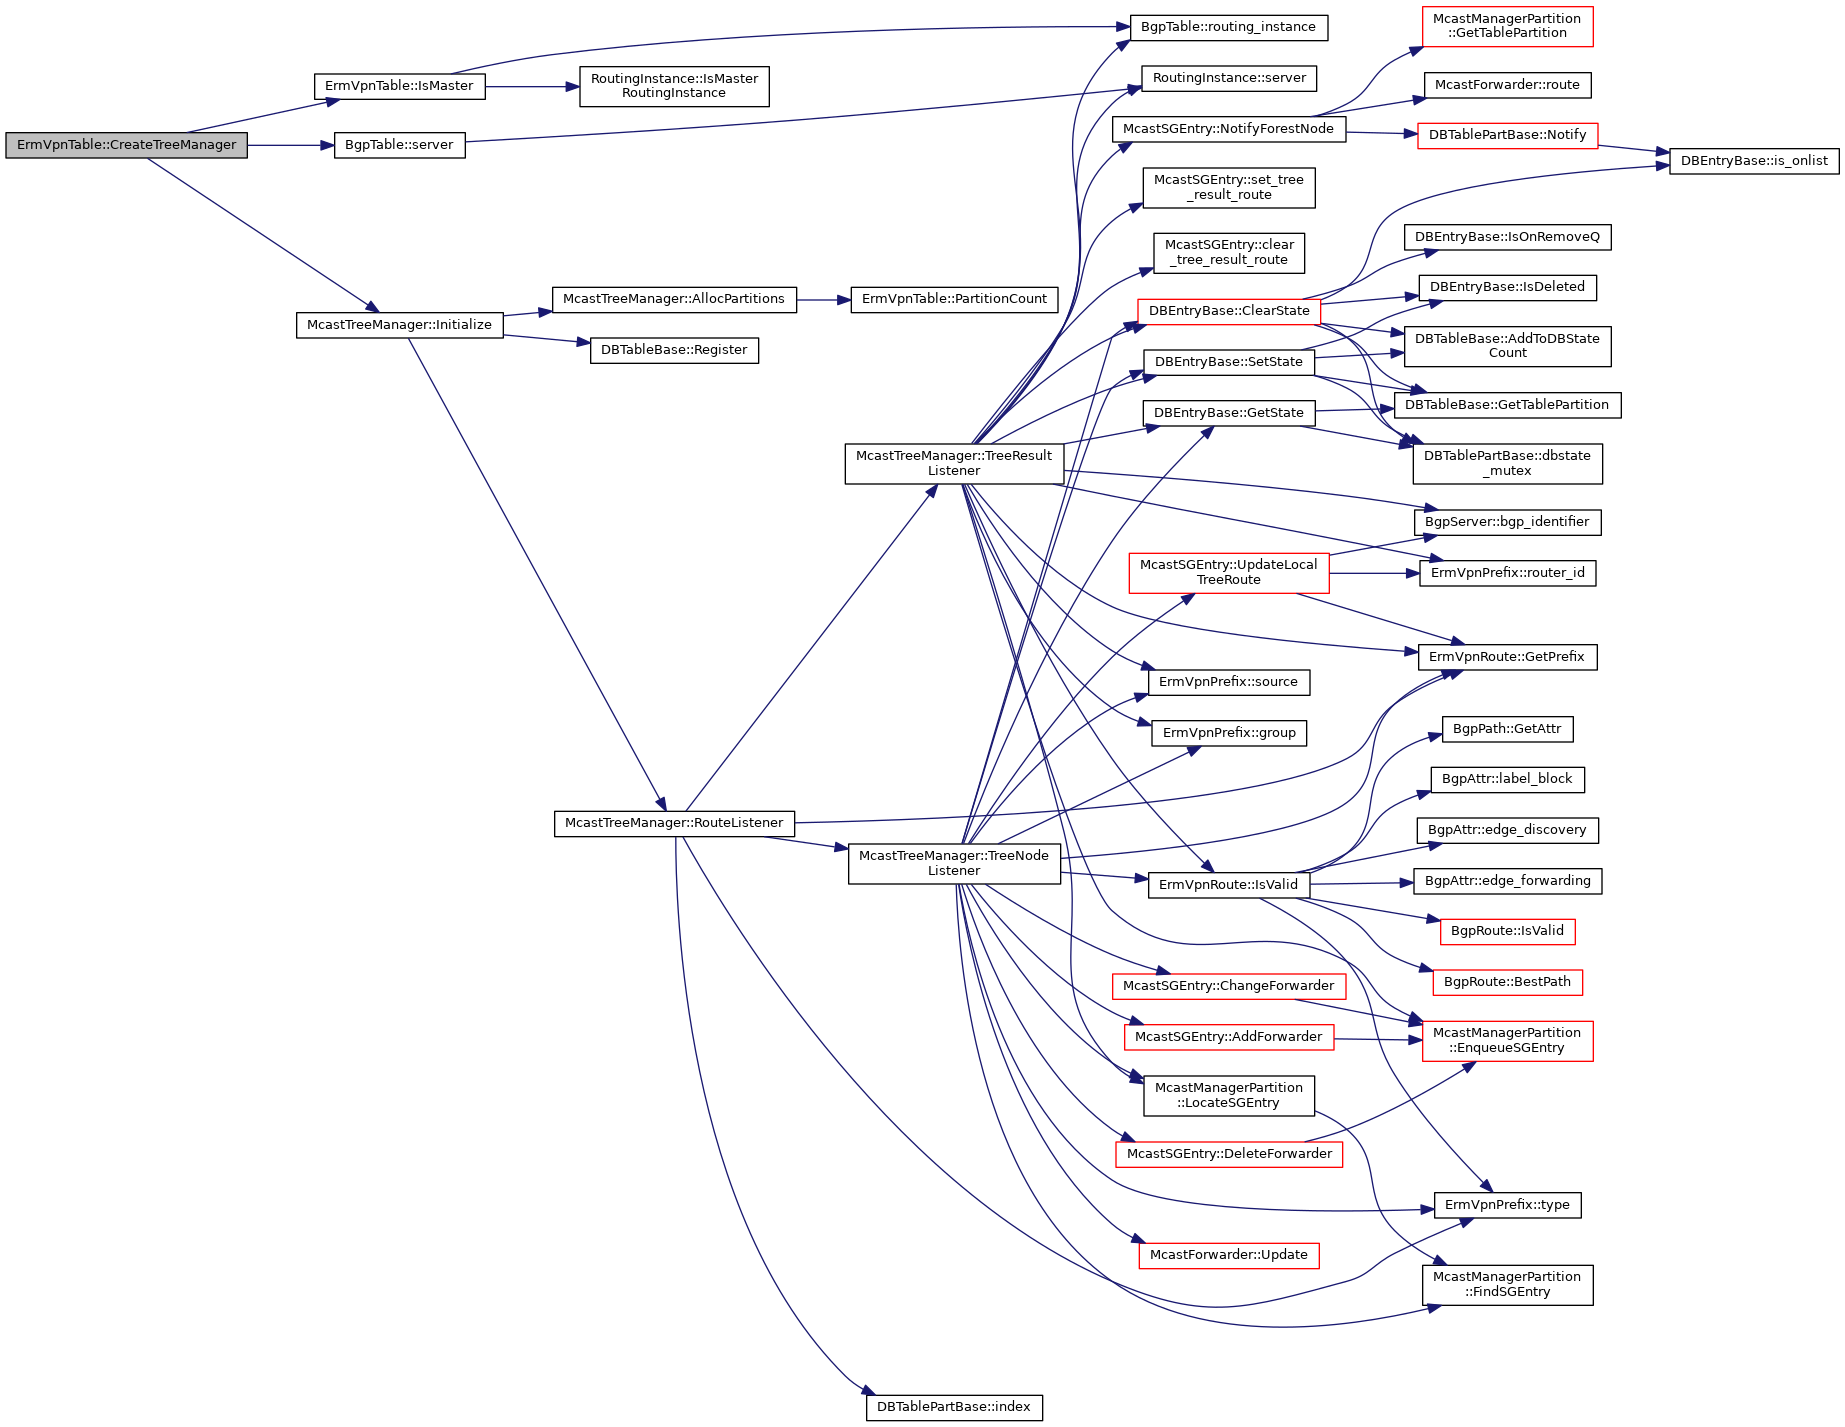 ErmVpnTable::CreateTreeManager
ErmVpnTable::IsMaster
BgpTable::server
McastTreeManager::Initialize
RoutingInstance::IsMaster
RoutingInstance
McastTreeManager::AllocPartitions
DBTableBase::Register
McastTreeManager::RouteListener
ErmVpnTable::PartitionCount
McastTreeManager::TreeResult
Listener
McastTreeManager::TreeNode
Listener
DBTablePartBase::index
BgpTable::routing_instance
RoutingInstance::server
McastSGEntry::NotifyForestNode
McastSGEntry::set_tree
_result_route
McastSGEntry::clear
_tree_result_route
DBEntryBase::ClearState
DBEntryBase::SetState
DBEntryBase::GetState
McastSGEntry::UpdateLocal
TreeRoute
ErmVpnPrefix::source
ErmVpnPrefix::group
ErmVpnRoute::IsValid
McastSGEntry::ChangeForwarder
McastSGEntry::AddForwarder
McastManagerPartition
::LocateSGEntry
McastSGEntry::DeleteForwarder
McastForwarder::Update
McastManagerPartition
::GetTablePartition
McastForwarder::route
DBTablePartBase::Notify
DBEntryBase::IsOnRemoveQ
DBEntryBase::IsDeleted
DBTableBase::AddToDBState
Count
DBTableBase::GetTablePartition
DBTablePartBase::dbstate
_mutex
BgpServer::bgp_identifier
ErmVpnPrefix::router_id
ErmVpnRoute::GetPrefix
BgpPath::GetAttr
BgpAttr::label_block
BgpAttr::edge_discovery
BgpAttr::edge_forwarding
BgpRoute::IsValid
BgpRoute::BestPath
McastManagerPartition
::EnqueueSGEntry
ErmVpnPrefix::type
McastManagerPartition
::FindSGEntry
DBEntryBase::is_onlist